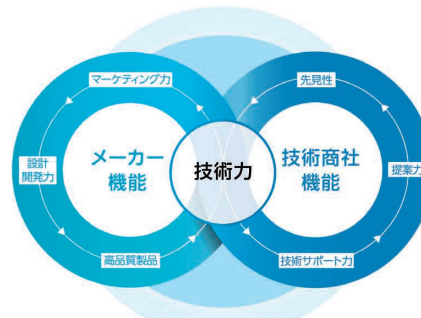 マーケティング力
先見性
設計
開発力
メーカー
機能
技術力
技術商社
機能
提案力
高品質製品
技術サポート力